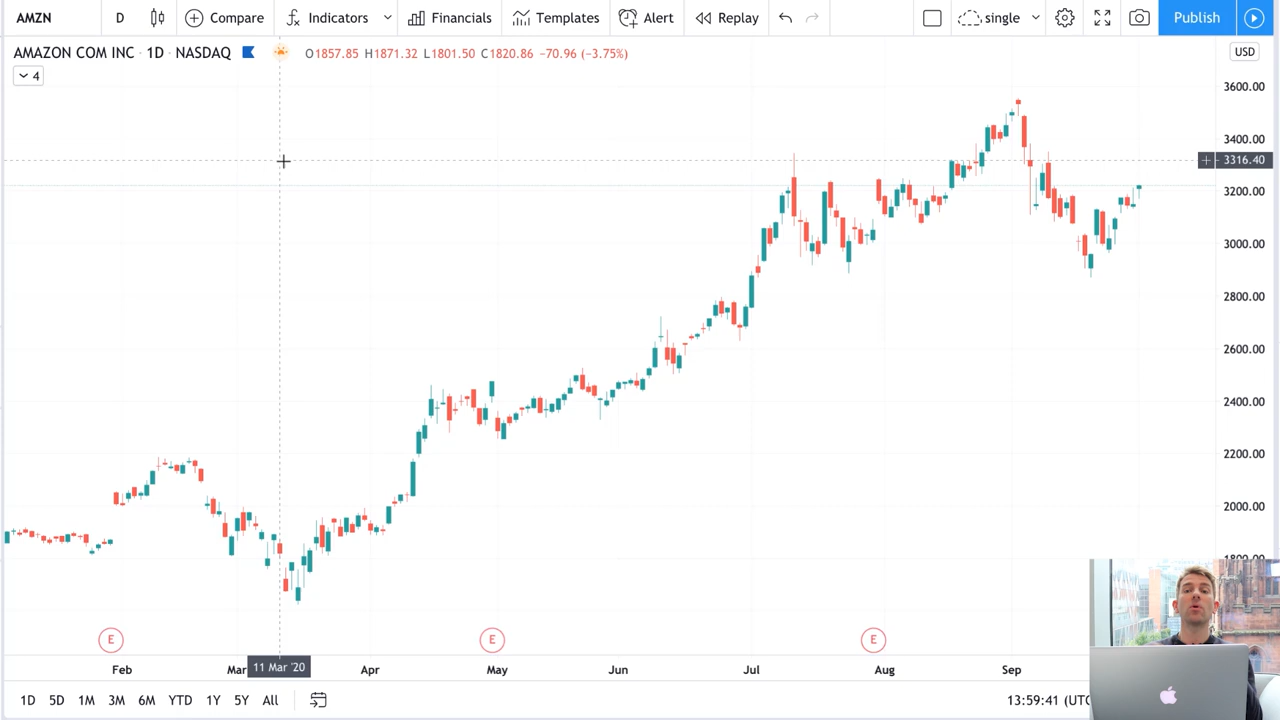 AMZN D Compare Indicators Financials Templates Alert Replay single Publish
AMAZON COM INC · 1D · NASDAQ O1857.85 H1871.32 L1801.50 C1820.86 −70.96 (−3.75%) USD
4
3600.00
3400.00
3316.40
3200.00
3000.00
2800.00
2600.00
2400.00
2200.00
2000.00
1800.00
E E E
Feb Mar 11 Mar '20 Apr May Jun Jul Aug Sep
1D 5D 1M 3M 6M YTD 1Y 5Y All 13:59:41 (UTC